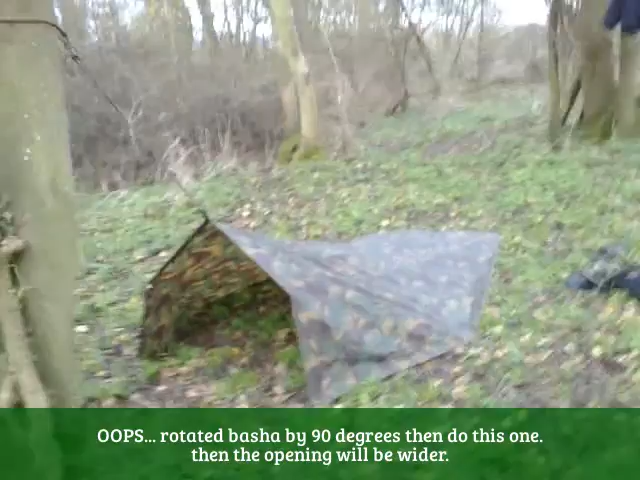 OOPS... rotated basha by 90 degrees then do this one.
then the opening will be wider.